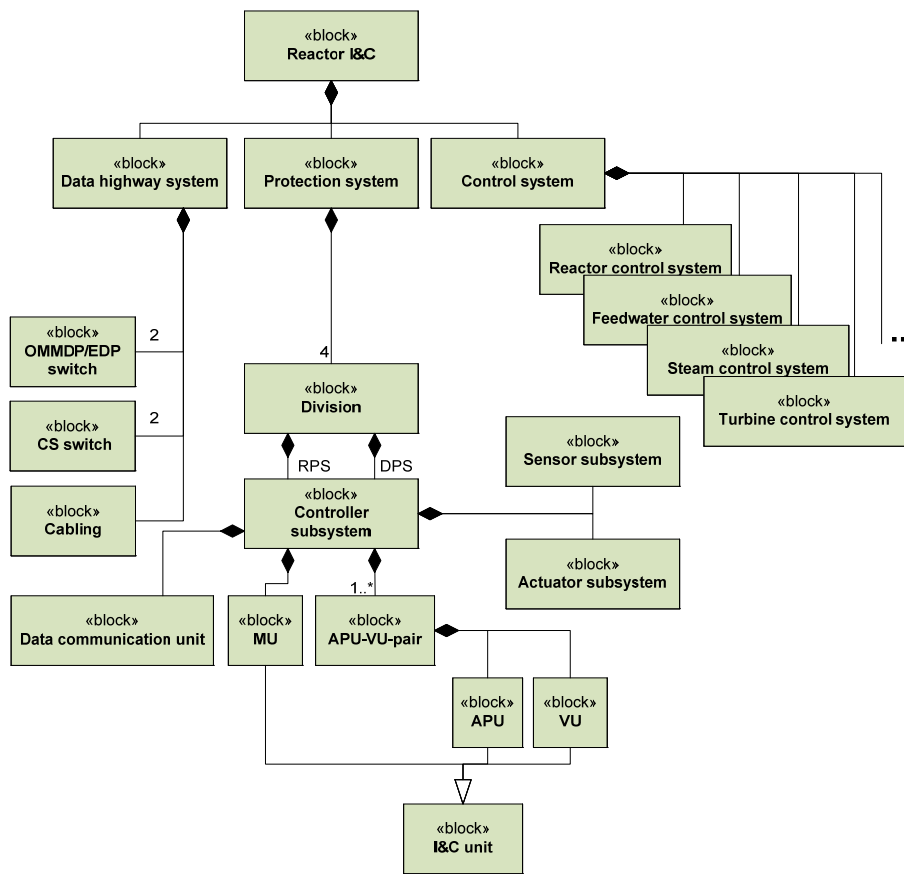 «block»
Reactor I&C
«block»
Data highway system
«block»
Protection system
«block»
Control system
«block»
Reactor control system
«block»
Feedwater control system
«block»
Steam control system
«block»
Turbine control system
...
«block»
OMMDP/EDP
switch
2
«block»
CS switch
2
«block»
Cabling
4
«block»
Division
RPS
DPS
«block»
Controller
subsystem
«block»
Sensor subsystem
«block»
Actuator subsystem
«block»
Data communication unit
«block»
MU
1..*
«block»
APU-VU-pair
«block»
APU
«block»
VU
«block»
I&C unit